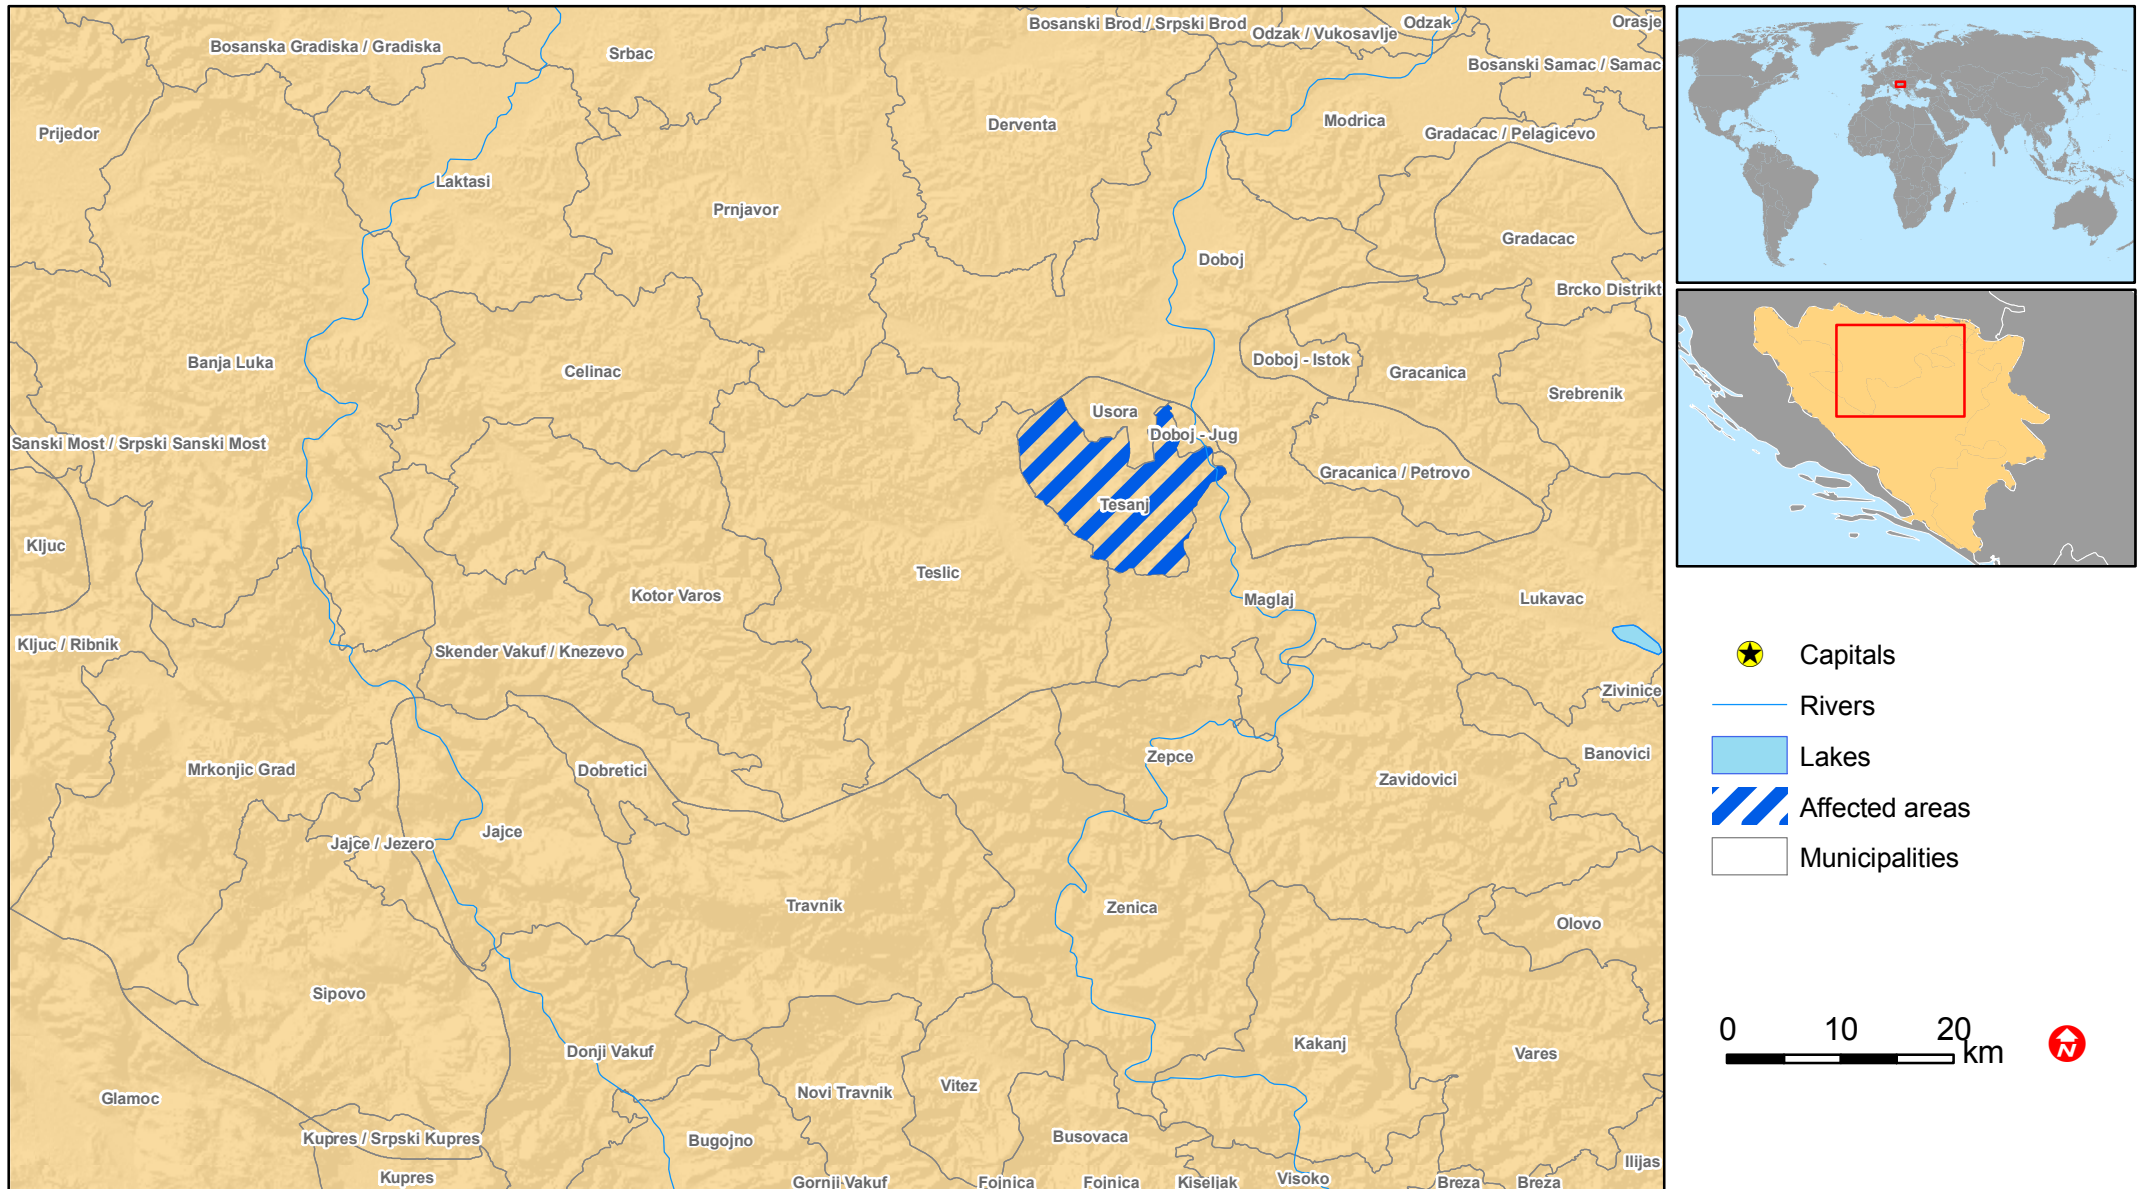 Bosanska Gradiska / Gradiska
Srbac
Bosanski Brod / Srpski Brod
Odzak / Vukosavlje
Odzak
Orasje
Bosanski Samac / Samac
Prijedor
Derventa
Modrica
Gradacac / Pelagicevo
Laktasi
Prnjavor
Gradacac
Doboj
Brcko Distrikt
Banja Luka
Celinac
Doboj - Istok
Gracanica
Srebrenik
Usora
Doboj - Jug
Sanski Most / Srpski Sanski Most
Gracanica / Petrovo
Tesanj
Kljuc
Teslic
Kotor Varos
Maglaj
Lukavac
Kljuc / Ribnik
Skender Vakuf / Knezevo
Zivinice
Mrkonjic Grad
Dobretici
Zepce
Zavidovici
Banovici
Jajce / Jezero
Jajce
Travnik
Zenica
Olovo
Sipovo
Donji Vakuf
Kakanj
Vares
Glamoc
Novi Travnik
Vitez
Kupres / Srpski Kupres
Bugojno
Busovaca
Ilijas
Kupres
Gornji Vakuf
Fojnica
Fojnica
Kiseljak
Visoko
Breza
Breza
Capitals
Rivers
Lakes
Affected areas
Municipalities
0 10 20
km
N